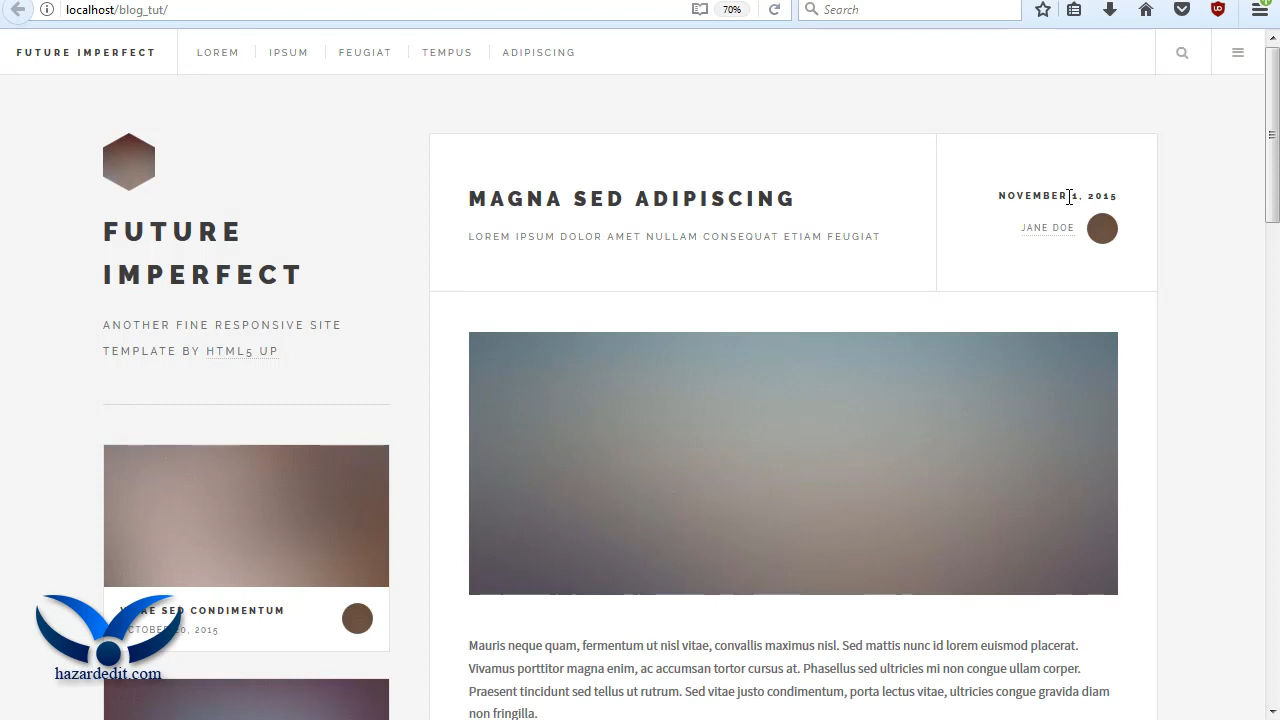 localhost/blog_tut/
70%
Search
FUTURE IMPERFECT
LOREM
IPSUM
FEUGIAT
TEMPUS
ADIPISCING
FUTURE
IMPERFECT
ANOTHER FINE RESPONSIVE SITE
TEMPLATE BY HTML5 UP
SED CONDIMENTUM
2015
MAGNA SED ADIPISCING
LOREM IPSUM DOLOR AMET NULLAM CONSEQUAT ETIAM FEUGIAT
NOVEMBER 1, 2015
JANE DOE
Mauris neque quam, fermentum ut nisl vitae, convallis maximus nisl. Sed mattis nunc id lorem euismod placerat.
Vivamus porttitor magna enim, ac accumsan tortor cursus at. Phasellus sed ultricies mi non congue ullam corper.
Praesent tincidunt sed tellus ut rutrum. Sed vitae justo condimentum, porta lectus vitae, ultricies congue gravida diam
non fringilla.
hazardedit.com